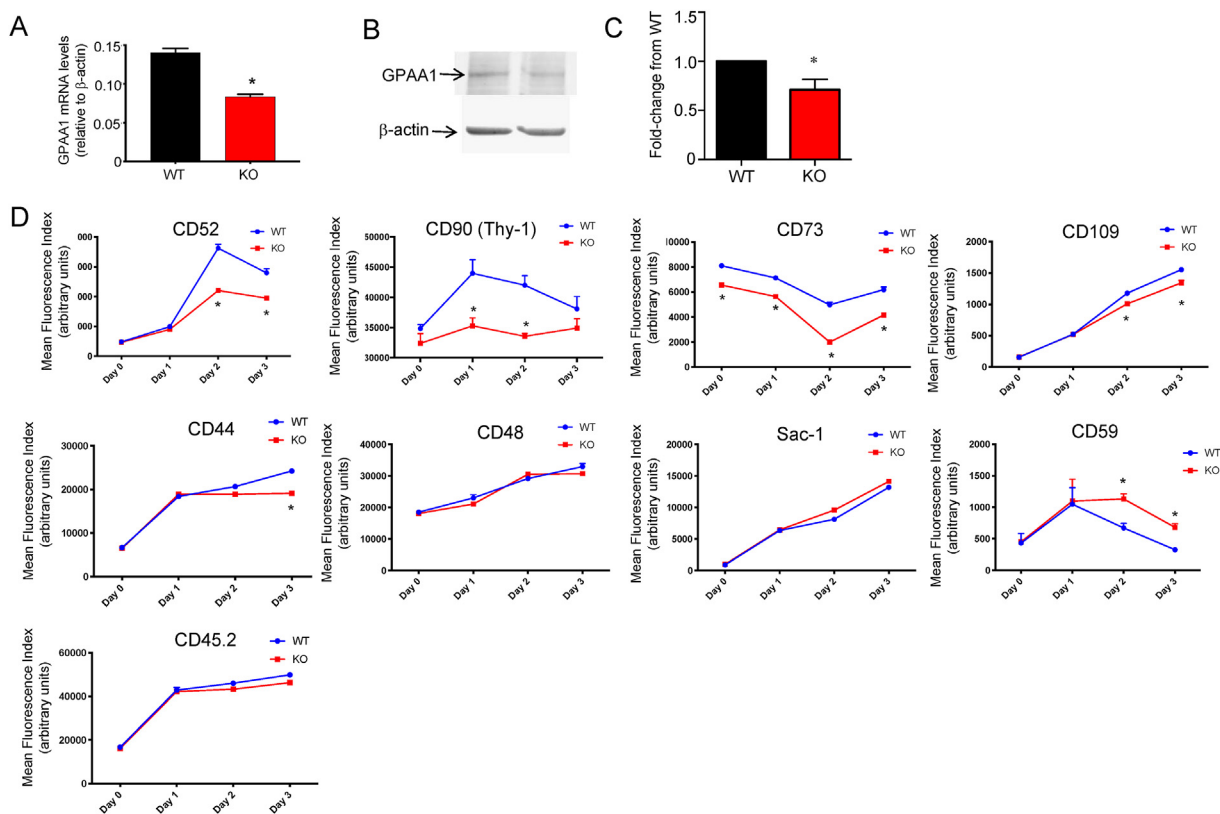 A
GPAA1 mRNA levels
(relative to β-actin)
0.15
0.10
0.05
0.00
*
WT
KO
B
GPAA1
β-actin
C
Fold-change from WT
1.5
1.0
0.5
0
*
WT
KO
D
CD52
WT
KO
Mean Fluorescence Index
(arbitrary units)
000
000
000
000
0
*
*
Day 0
Day 1
Day 2
Day 3
CD90 (Thy-1)
WT
KO
Mean Fluorescence Index
(arbitrary units)
50000
45000
40000
35000
30000
*
*
Day 0
Day 1
Day 2
Day 3
CD73
WT
KO
Mean Fluorescence Index
(arbitrary units)
0000
8000
6000
4000
2000
0
*
*
*
*
Day 0
Day 1
Day 2
Day 3
CD109
WT
KO
Mean Fluorescence Index
(arbitrary units)
2000
1500
1000
500
0
*
*
Day 0
Day 1
Day 2
Day 3
CD44
WT
KO
Mean Fluorescence Index
(arbitrary units)
30000
20000
10000
0
*
Day 0
Day 1
Day 2
Day 3
CD48
WT
KO
Mean Fluorescence Index
(arbitrary units)
40000
30000
20000
10000
0
Day 0
Day 1
Day 2
Day 3
Sac-1
WT
KO
Mean Fluorescence Index
(arbitrary units)
20000
15000
10000
5000
0
Day 0
Day 1
Day 2
Day 3
CD59
WT
KO
Mean Fluorescence Index
(arbitrary units)
2000
1500
1000
500
0
*
*
Day 0
Day 1
Day 2
Day 3
CD45.2
WT
KO
Mean Fluorescence Index
(arbitrary units)
60000
40000
20000
0
Day 0
Day 1
Day 2
Day 3